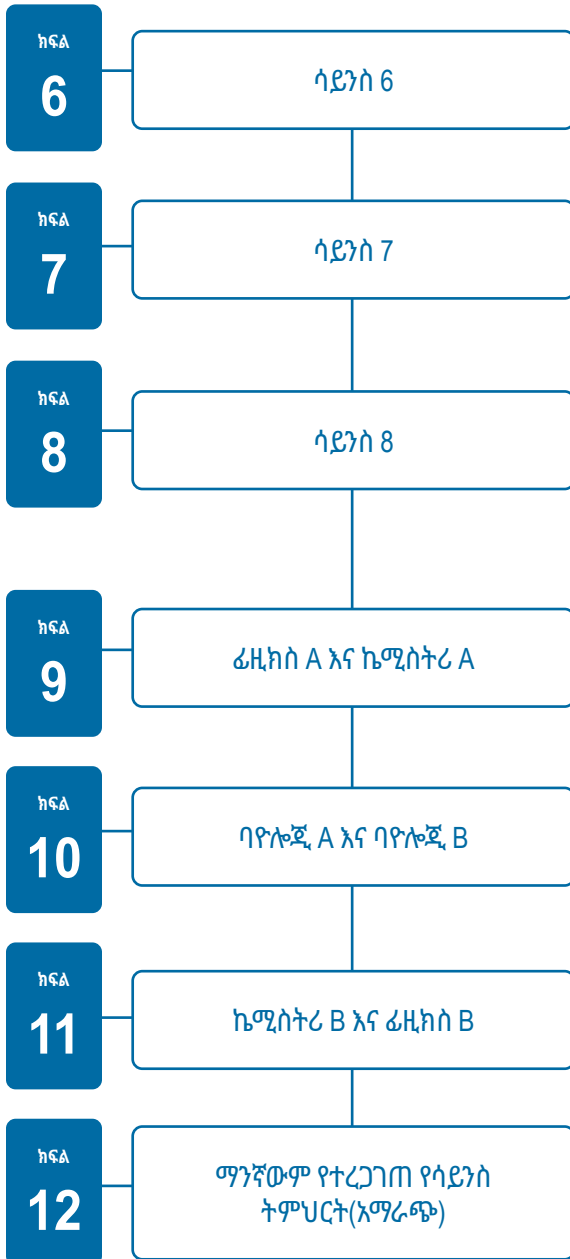 ክፍል
6
ሳይንስ 6
ክፍል
7
ሳይንስ 7
ክፍል
8
ሳይንስ 8
ክፍል
9
ፊዚክስ A እና ኬሚስትሪ A
ክፍል
10
ባዮሎጂ A እና ባዮሎጂ B
ክፍል
11
ኬሚስትሪ B እና ፊዚክስ B
ክፍል
12
ማንኛውም የተረጋገጠ የሳይንስ
ትምህርት(አማራጭ)